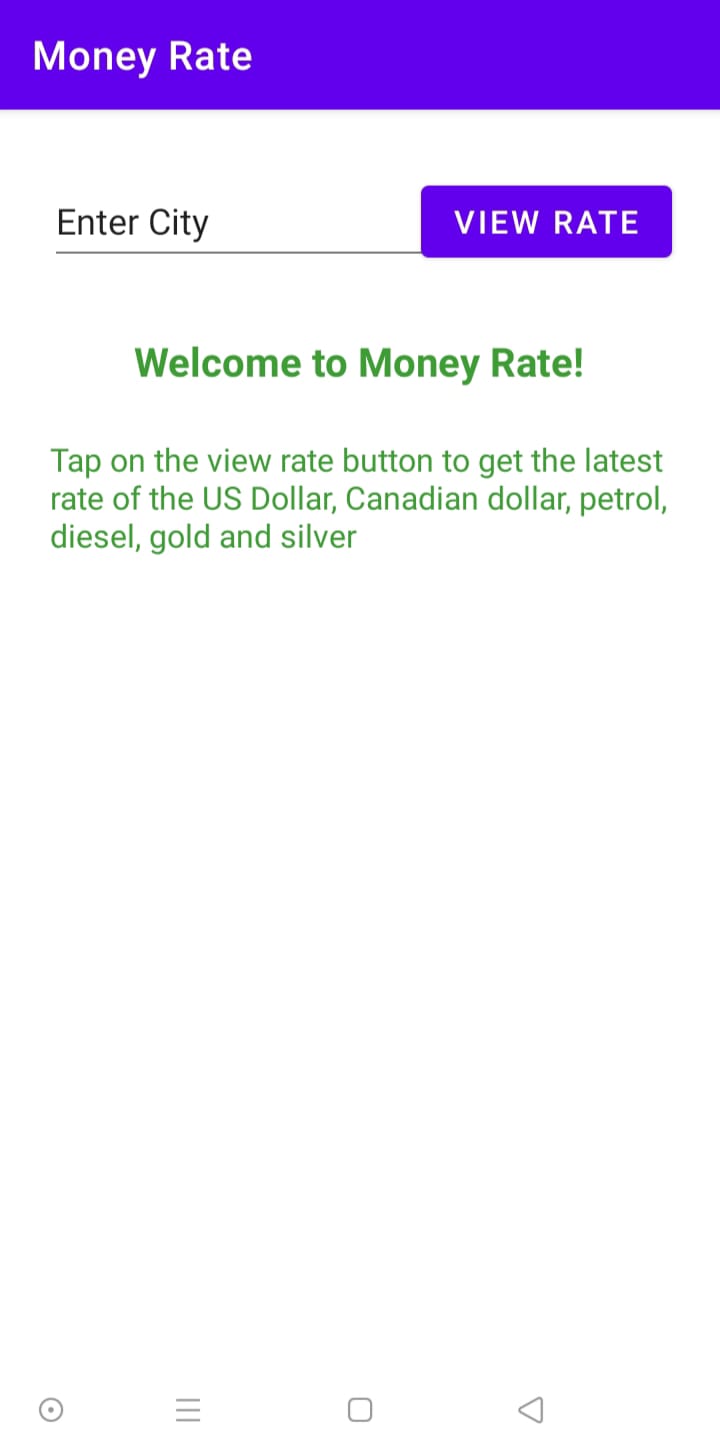 Money Rate
Enter City
VIEW RATE
Welcome to Money Rate!
Tap on the view rate button to get the latest
rate of the US Dollar, Canadian dollar, petrol,
diesel, gold and silver